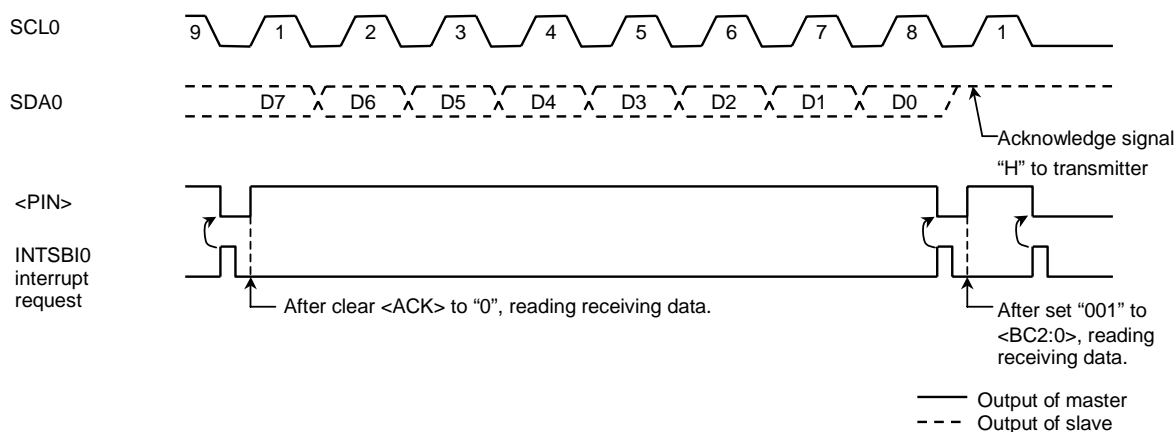 SCL0
9 1 2 3 4 5 6 7 8 1
SDA0
D7 D6 D5 D4 D3 D2 D1 D0
Acknowledge signal
“H” to transmitter
<PIN>
INTSBI0
interrupt
request
After clear <ACK> to “0”, reading receiving data.
After set “001” to
<BC2:0>, reading
receiving data.
Output of master
Output of slave